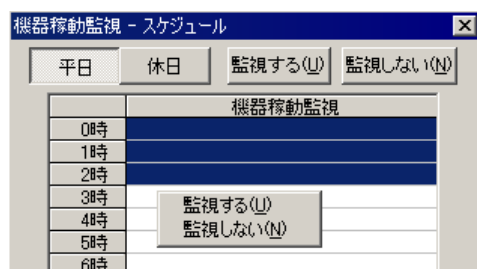 機器稼動監視 - スケジュール
平日 休日 監視する(U) 監視しない(N)
機器稼動監視
0時
1時
2時
3時
4時
5時
6時
監視する(U)
監視しない(N)